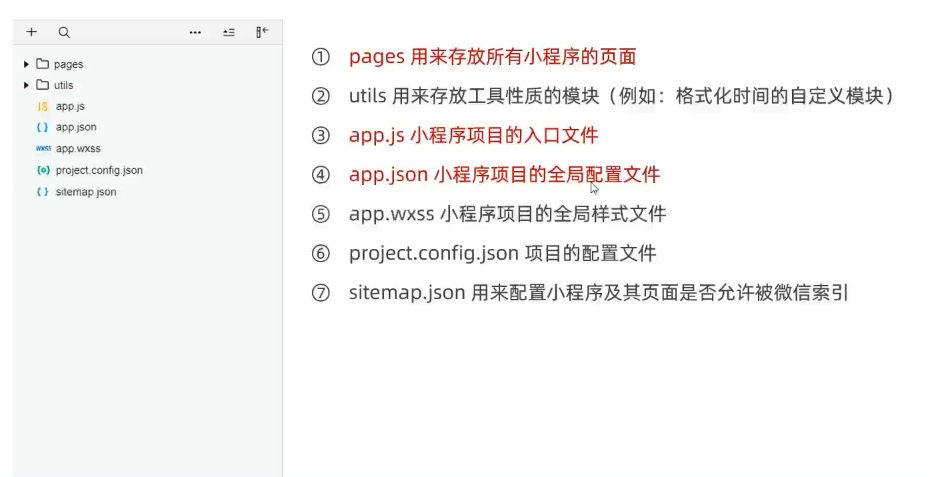 pages
utils
app.js
app.json
app.wxss
project.config.json
sitemap.json
① pages 用来存放所有小程序的页面
② utils 用来存放工具性质的模块（例如：格式化时间的自定义模块）
③ app.js 小程序项目的入口文件
④ app.json 小程序项目的全局配置文件
⑤ app.wxss 小程序项目的全局样式文件
⑥ project.config.json 项目的配置文件
⑦ sitemap.json 用来配置小程序及其页面是否允许被微信索引